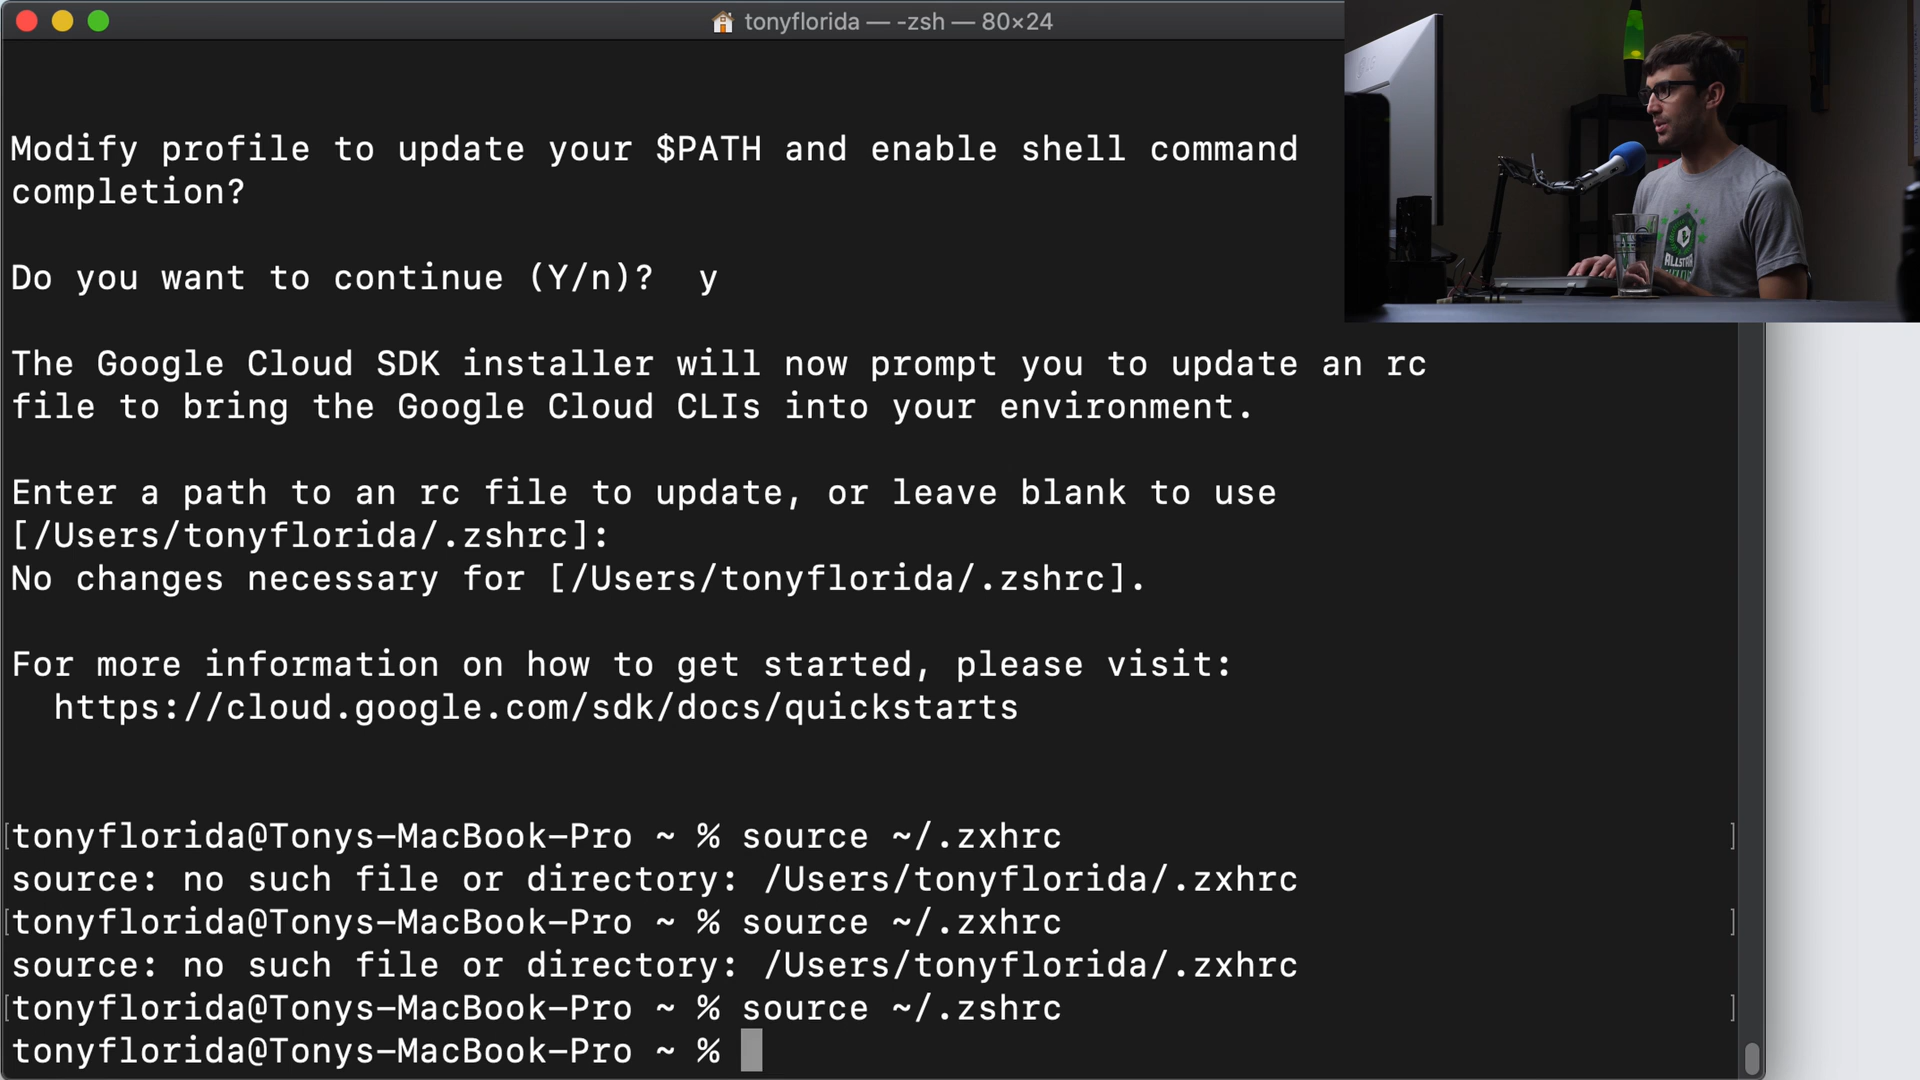 tonyflorida — -zsh — 80×24
Modify profile to update your $PATH and enable shell command
completion?
Do you want to continue (Y/n)?  y
The Google Cloud SDK installer will now prompt you to update an rc
file to bring the Google Cloud CLIs into your environment.
Enter a path to an rc file to update, or leave blank to use
[/Users/tonyflorida/.zshrc]:
No changes necessary for [/Users/tonyflorida/.zshrc].
For more information on how to get started, please visit:
  https://cloud.google.com/sdk/docs/quickstarts
[tonyflorida@Tonys-MacBook-Pro ~ % source ~/.zxhrc ]
source: no such file or directory: /Users/tonyflorida/.zxhrc
[tonyflorida@Tonys-MacBook-Pro ~ % source ~/.zxhrc ]
source: no such file or directory: /Users/tonyflorida/.zxhrc
[tonyflorida@Tonys-MacBook-Pro ~ % source ~/.zshrc ]
tonyflorida@Tonys-MacBook-Pro ~ %
ALLSTAR